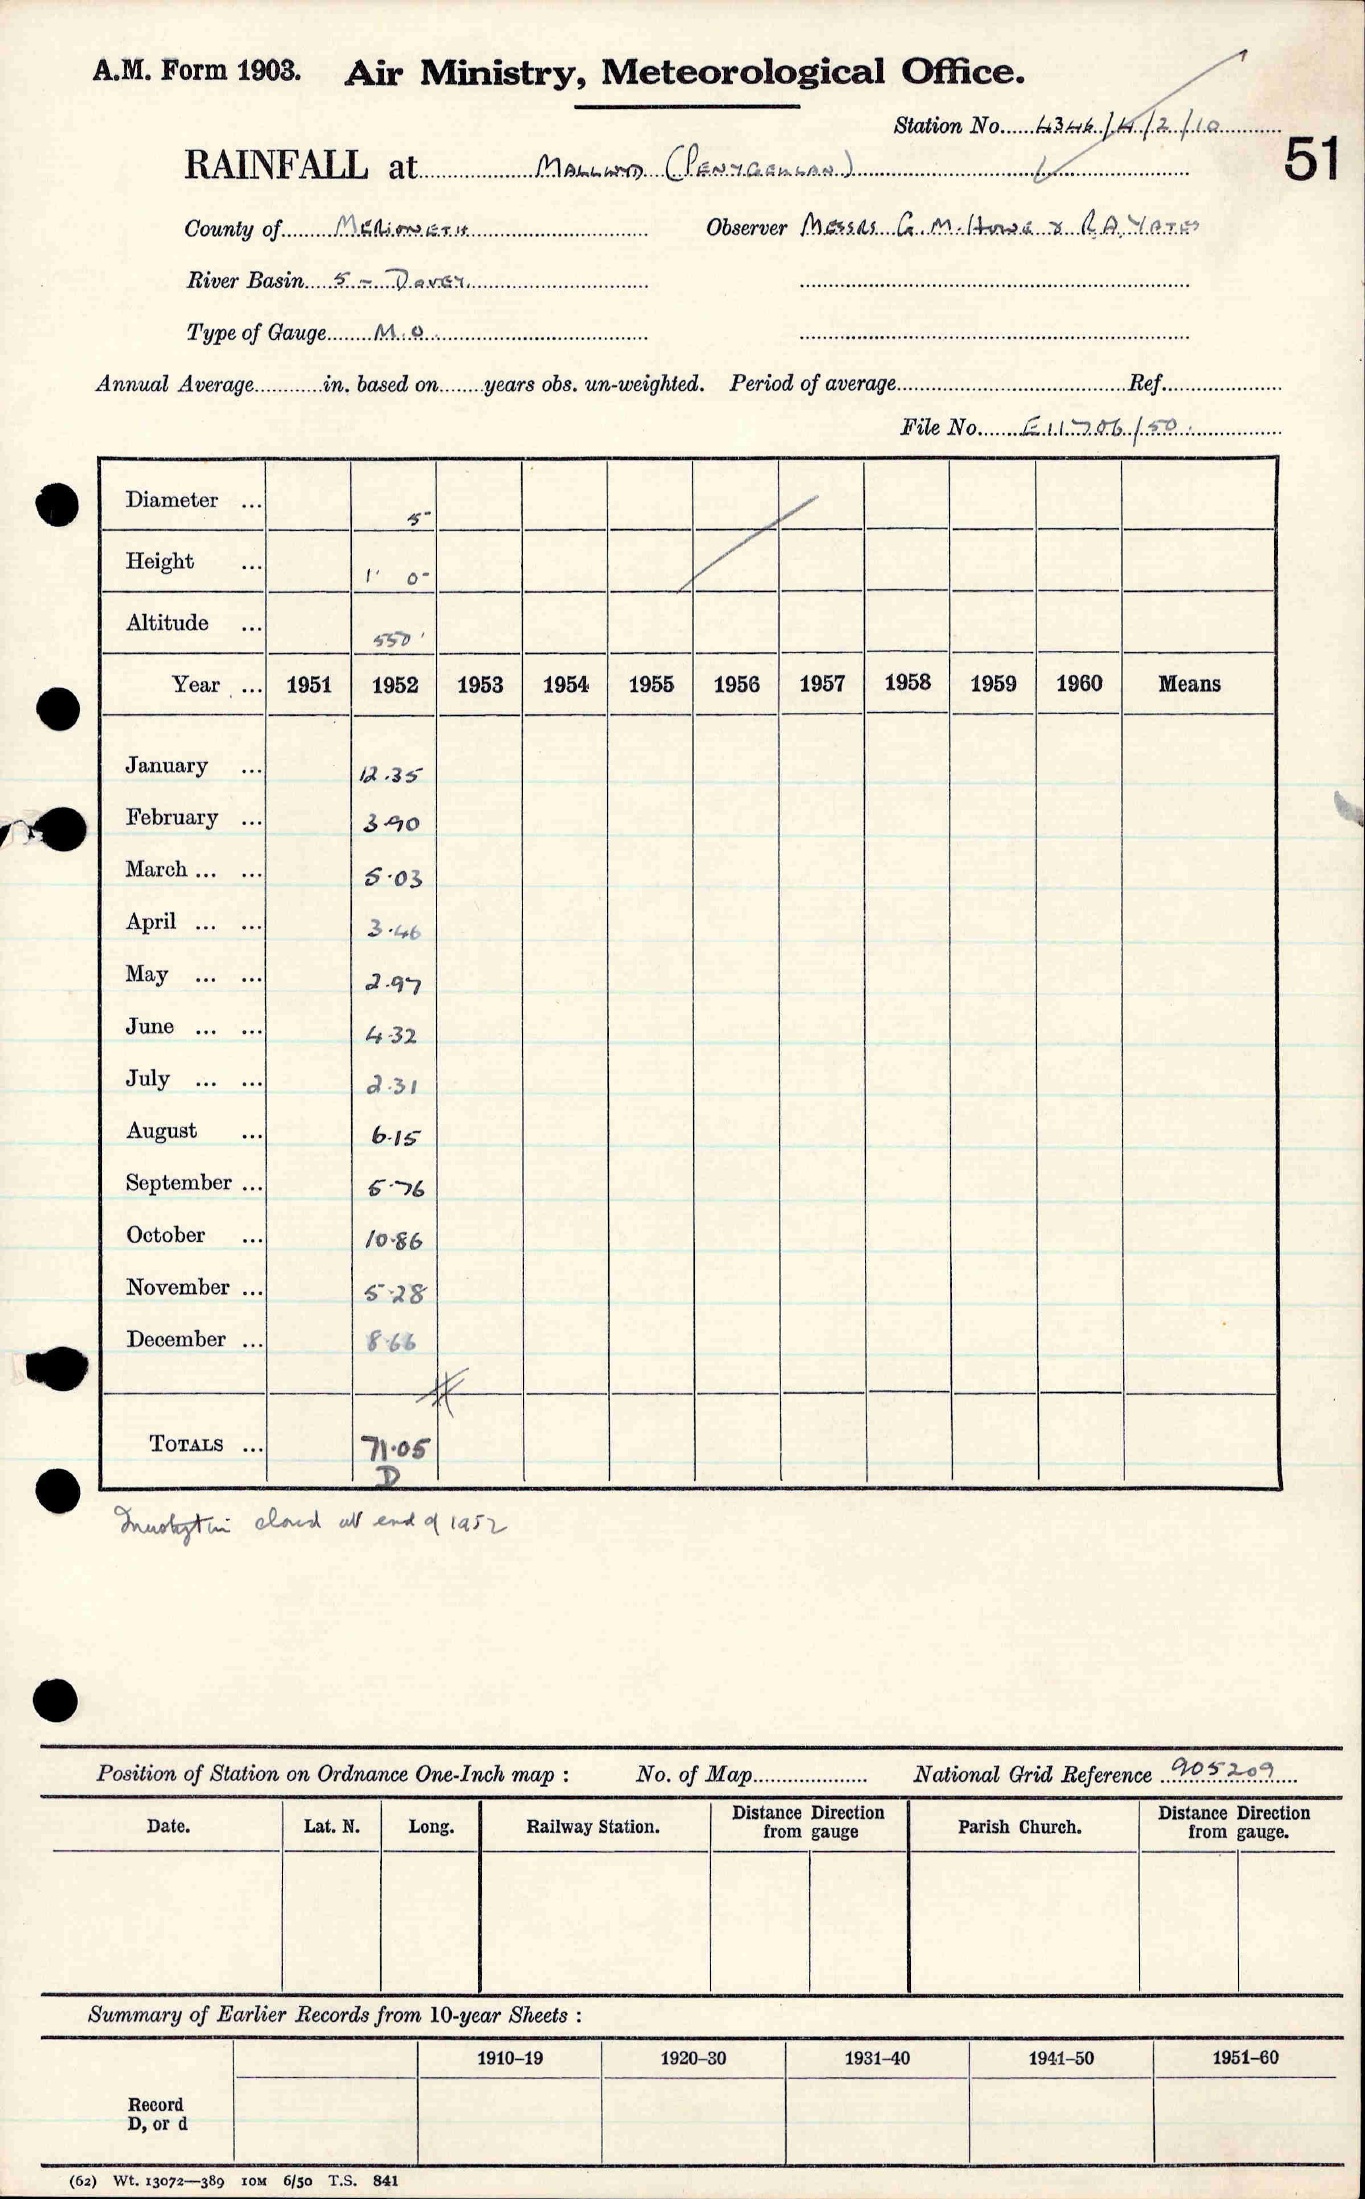 A.M. Form 1903. Air Ministry, Meteorological Office.
Station No. 4346/4/2/10
51
RAINFALL at MALLWYD (PENYGEULAN)
County of MERIONETH Observer MESSRS G. M. HOWE & R.A. YATES
River Basin 5 - DOVEY.
Type of Gauge M.O.
Annual Average in. based on years obs. un-weighted. Period of average Ref.
File No. E11706/50.
Diameter ... 5"
Height ... 1' 0"
Altitude ... 550'
Year ... 1951 1952 1953 1954 1955 1956 1957 1958 1959 1960 Means
January ... 12.35
February ... 3.90
March ... ... 5.03
April ... ... 3.46
May ... ... 2.97
June ... ... 4.32
July ... ... 2.31
August ... 6.15
September ... 5.76
October ... 10.86
November ... 5.28
December ... 8.66
TOTALS ... 71.05
D
closed at end of 1952
Position of Station on Ordnance One-Inch map : No. of Map National Grid Reference 905209
Date. Lat. N. Long. Railway Station. Distance Direction from gauge Parish Church. Distance Direction from gauge.
Summary of Earlier Records from 10-year Sheets :
1910–19 1920–30 1931–40 1941–50 1951–60
Record
D, or d
(62) Wt. 13072—389 10M 6/50 T.S. 841